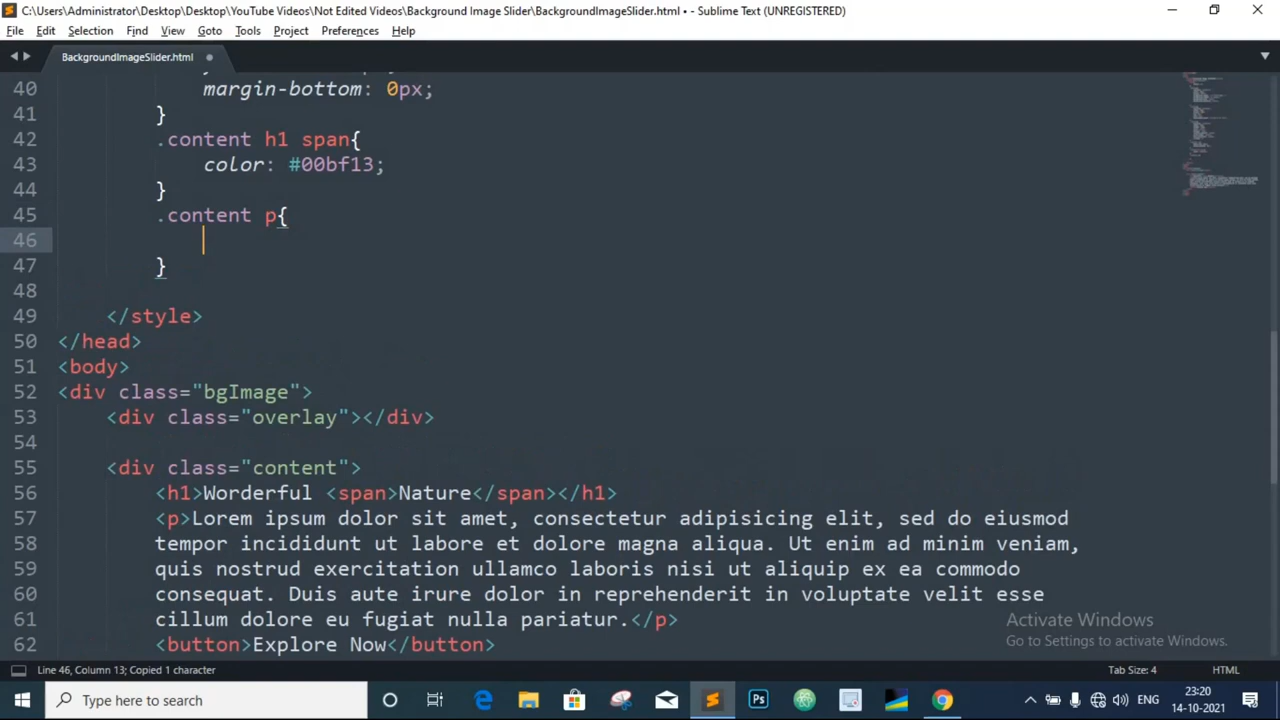 C:\Users\Administrator\Desktop\Desktop\YouTube Videos\Not Edited Videos\Background Image Slider\BackgroundImageSlider.html • - Sublime Text (UNREGISTERED)
File Edit Selection Find View Goto Tools Project Preferences Help
BackgroundImageSlider.html
40 margin-bottom: 0px;
41 }
42 .content h1 span{
43 color: #00bf13;
44 }
45 .content p{
46
47 }
48
49 </style>
50 </head>
51 <body>
52 <div class="bgImage">
53 <div class="overlay"></div>
54
55 <div class="content">
56 <h1>Worderful <span>Nature</span></h1>
57 <p>Lorem ipsum dolor sit amet, consectetur adipisicing elit, sed do eiusmod
58 tempor incididunt ut labore et dolore magna aliqua. Ut enim ad minim veniam,
59 quis nostrud exercitation ullamco laboris nisi ut aliquip ex ea commodo
60 consequat. Duis aute irure dolor in reprehenderit in voluptate velit esse
61 cillum dolore eu fugiat nulla pariatur.</p>
62 <button>Explore Now</button>
Activate Windows
Go to Settings to activate Windows.
Line 46, Column 13; Copied 1 character Tab Size: 4 HTML
Type here to search
Ps
ENG
23:20
14-10-2021